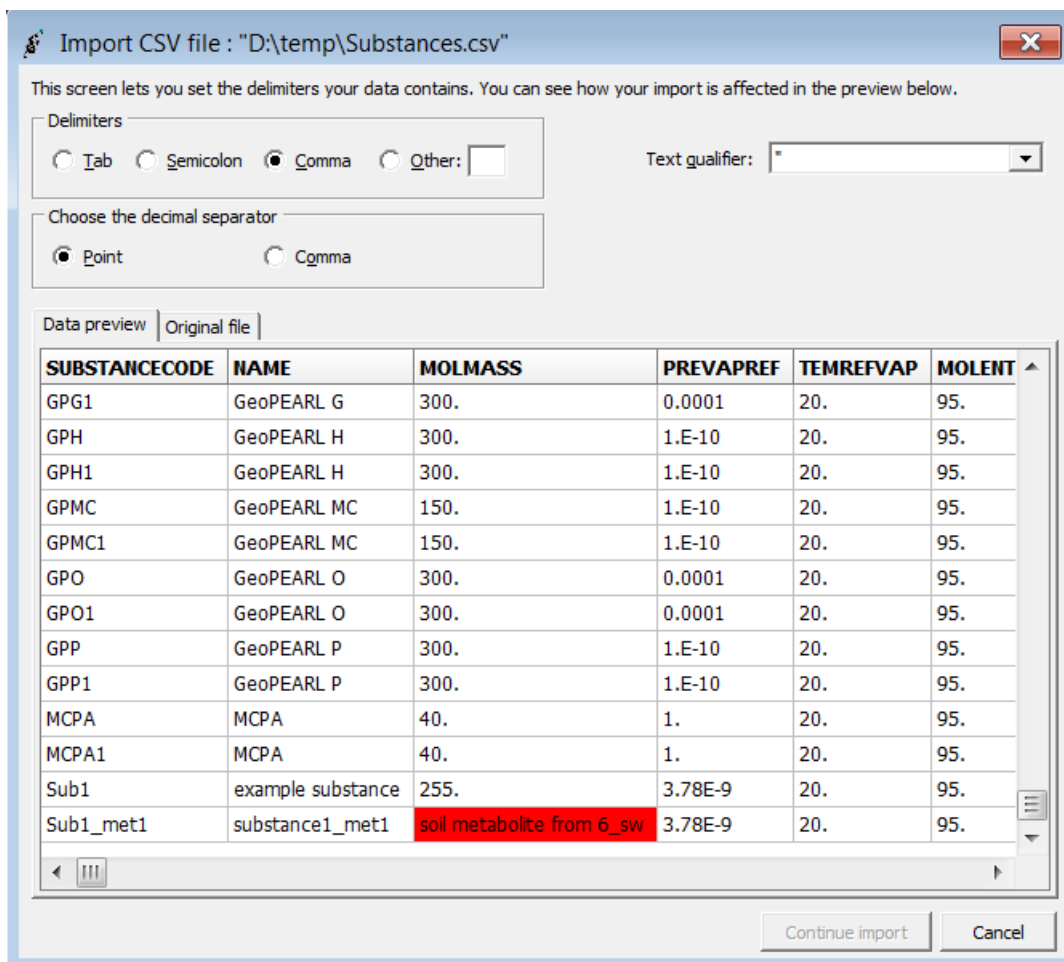 Import CSV file : "D:\temp\Substances.csv"
This screen lets you set the delimiters your data contains. You can see how your import is affected in the preview below.
Delimiters
Tab Semicolon Comma Other: Text qualifier: "
Choose the decimal separator
Point Comma
Data preview Original file
SUBSTANCECODE NAME MOLMASS PREVAPREF TEMREFVAP MOLENT
GPG1 GeoPEARL G 300. 0.0001 20. 95.
GPH GeoPEARL H 300. 1.E-10 20. 95.
GPH1 GeoPEARL H 300. 1.E-10 20. 95.
GPMC GeoPEARL MC 150. 1.E-10 20. 95.
GPMC1 GeoPEARL MC 150. 1.E-10 20. 95.
GPO GeoPEARL O 300. 0.0001 20. 95.
GPO1 GeoPEARL O 300. 0.0001 20. 95.
GPP GeoPEARL P 300. 1.E-10 20. 95.
GPP1 GeoPEARL P 300. 1.E-10 20. 95.
MCPA MCPA 40. 1. 20. 95.
MCPA1 MCPA 40. 1. 20. 95.
Sub1 example substance 255. 3.78E-9 20. 95.
Sub1_met1 substance1_met1 soil metabolite from 6_sw 3.78E-9 20. 95.
Continue import Cancel